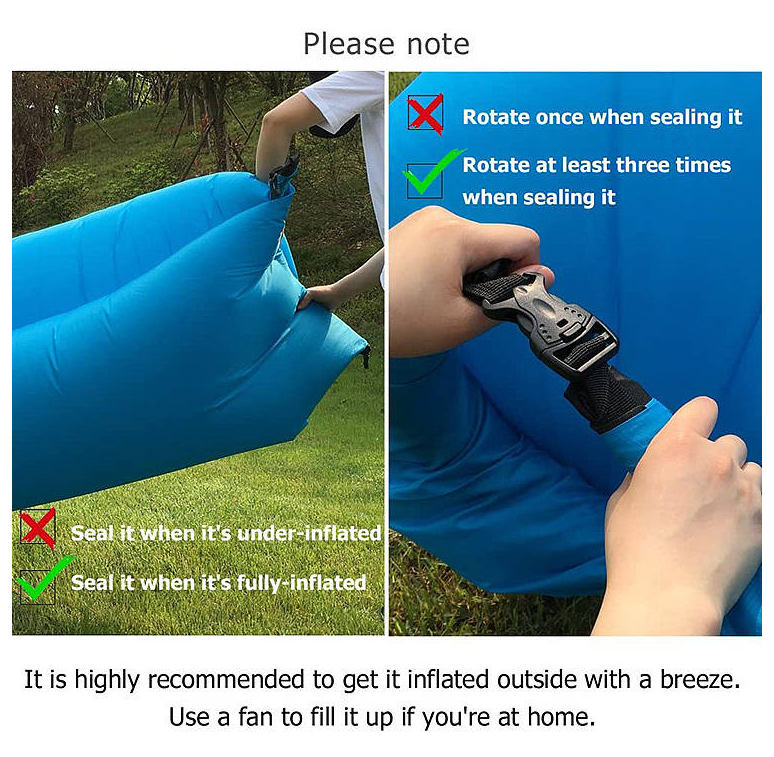 Please note
Rotate once when sealing it
Rotate at least three times
when sealing it
Seal it when it's under-inflated
Seal it when it's fully-inflated
It is highly recommended to get it inflated outside with a breeze.
Use a fan to fill it up if you're at home.